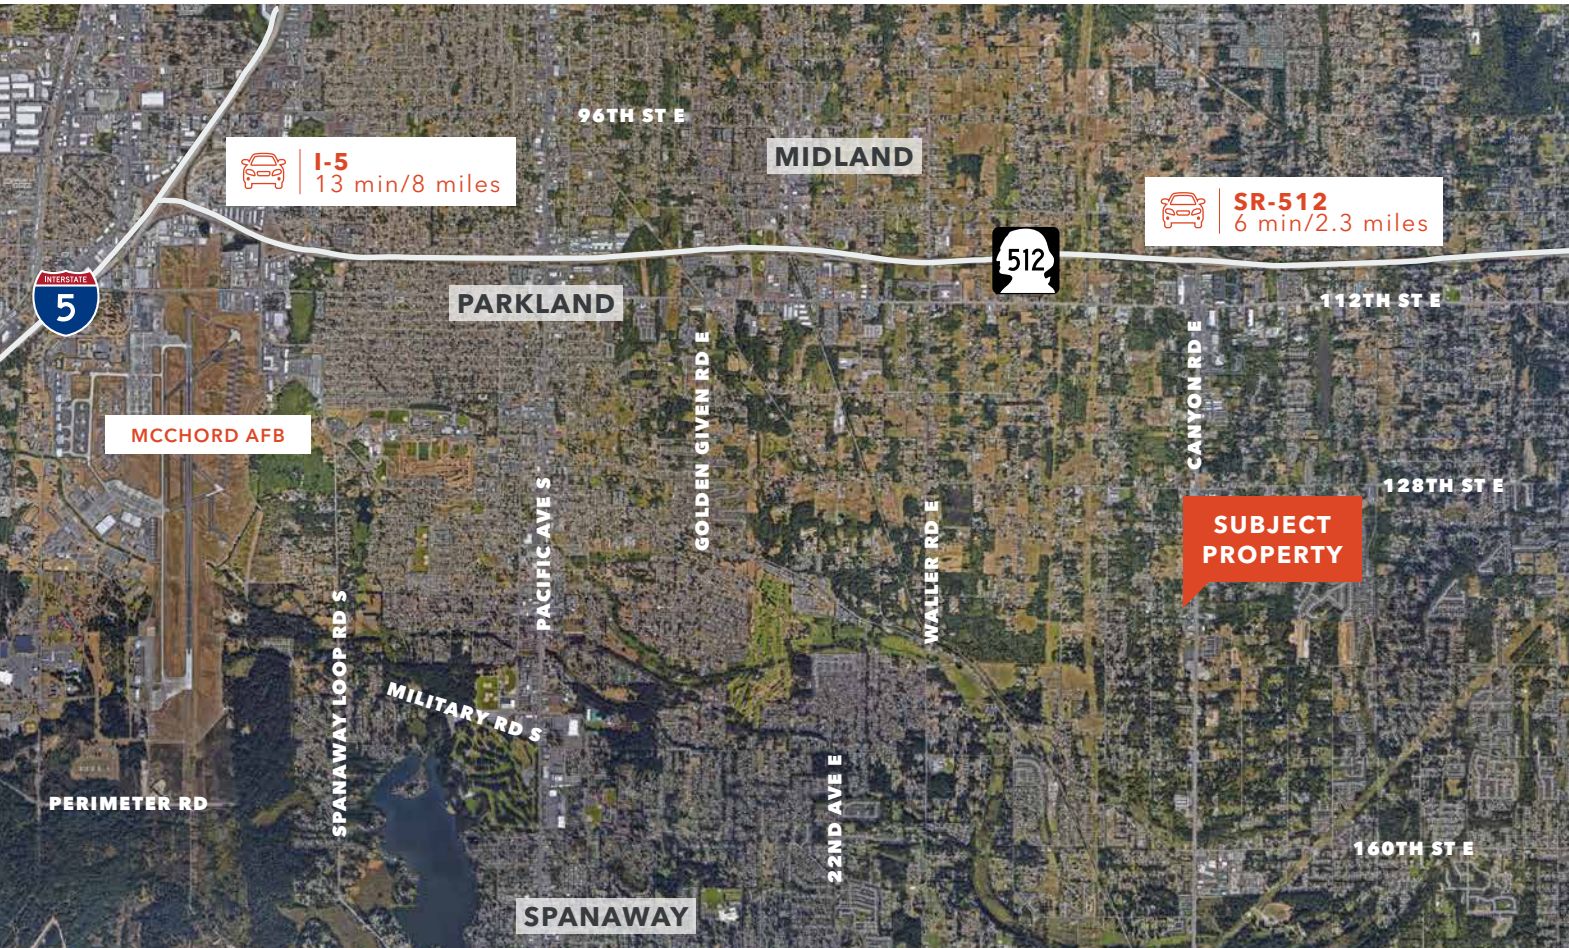 96TH ST E
MIDLAND
I-5
13 min/8 miles
SR-512
6 min/2.3 miles
512
INTERSTATE
5
PARKLAND
112TH ST E
GOLDEN GIVEN RD E
CANYON RD E
MCCHORD AFB
128TH ST E
PACIFIC AVE S
WALLER RD E
SUBJECT
PROPERTY
SPANAWAY LOOP RD S
MILITARY RD S
22ND AVE E
PERIMETER RD
160TH ST E
SPANAWAY